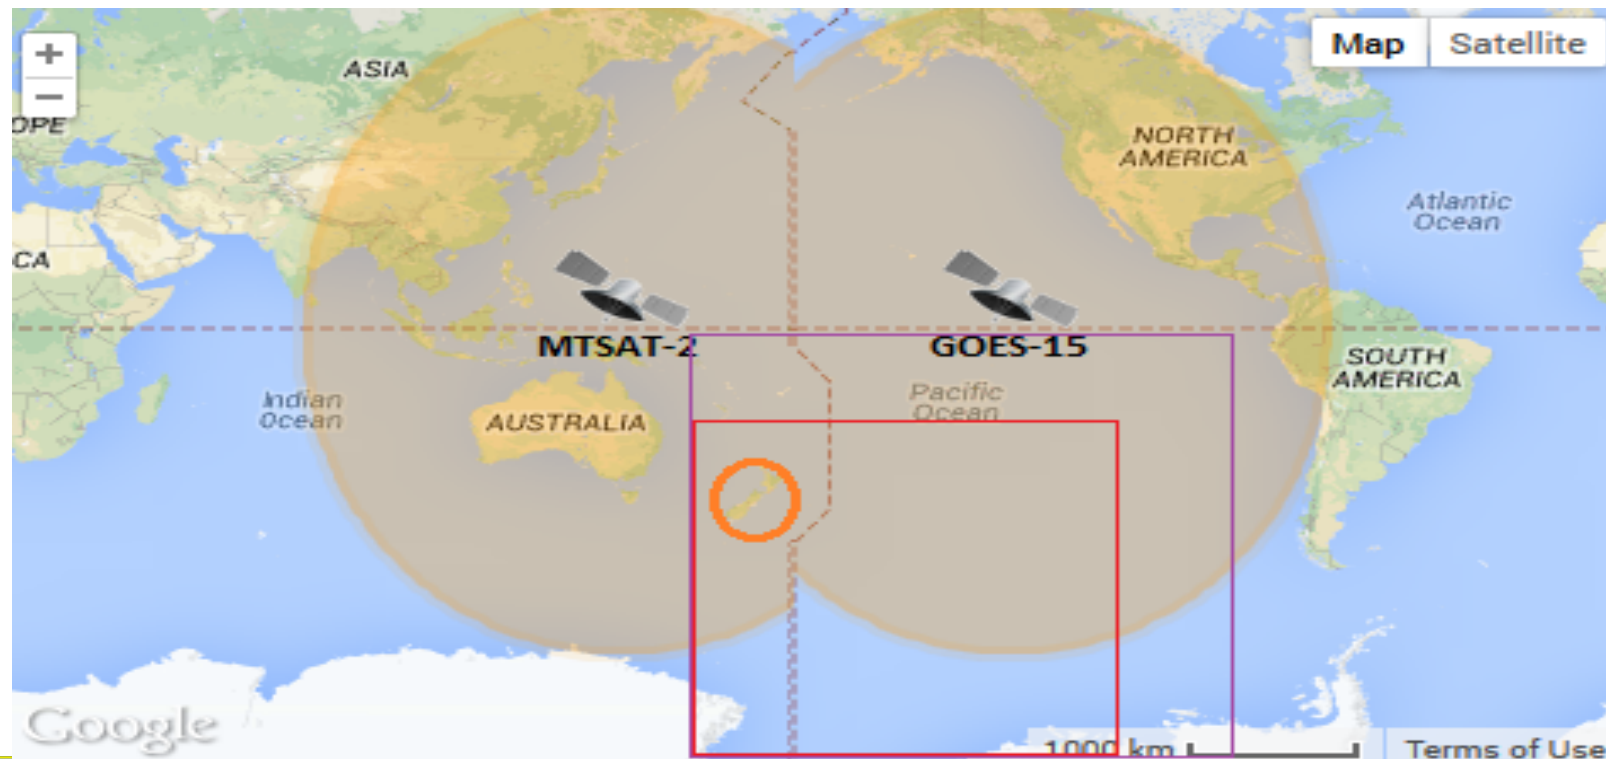 +
Map
Satellite
−
ASIA
OPE
NORTH
AMERICA
Atlantic
Ocean
CA
MTSAT-2
GOES-15
SOUTH
AMERICA
Indian
Ocean
Pacific
Ocean
AUSTRALIA
Google
1000 km
Terms of Use